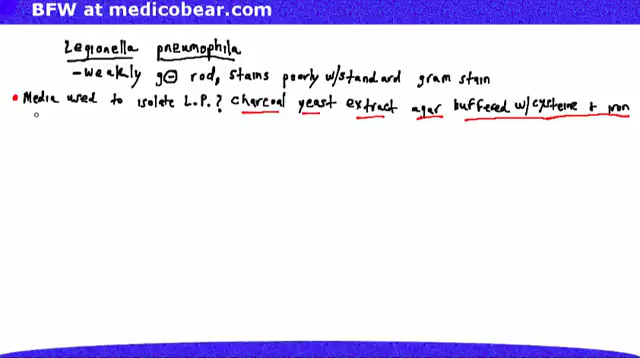 BFW at medicobear.com
Legionella pneumophila
-weakly g⊖ rod, stains poorly w/standard gram stain
• Media used to isolate L.P.? Charcoal yeast extract agar buffered w/cysteine + iron